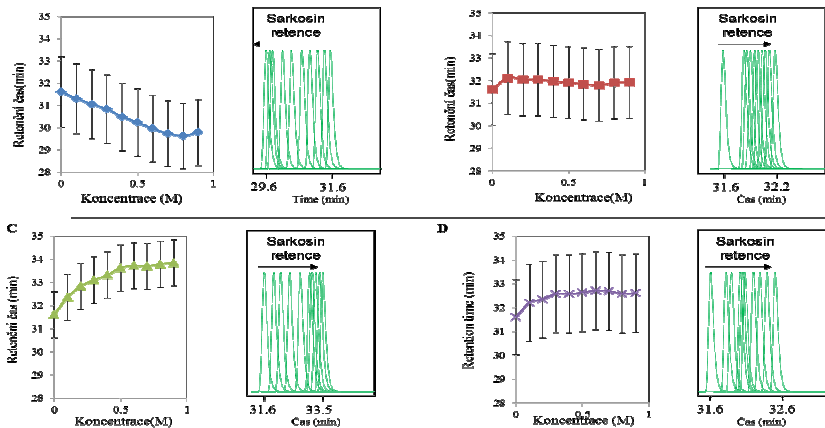 35
34
33
32
31
30
29
28
Retenční čas(min)
0
0.5
1
Koncentrace (M)
Sarkosin
retence
29.6
31.6
Time (min)
35
34
33
32
31
30
29
28
Retenční čas(min)
0
0.5
1
Koncentrace(M)
Sarkosin
retence
31.6
32.2
Čas (min)
C
35
34
33
32
31
30
29
28
Retenční čas (min)
0
0.5
1
Koncentrace(M)
Sarkosin
retence
31.6
33.5
Čas (min)
D
35
34
33
32
31
30
29
28
Retention time (min)
0
0.5
1
Koncentrace (M)
Sarkosin
retence
31.6
32.6
Čas (min)